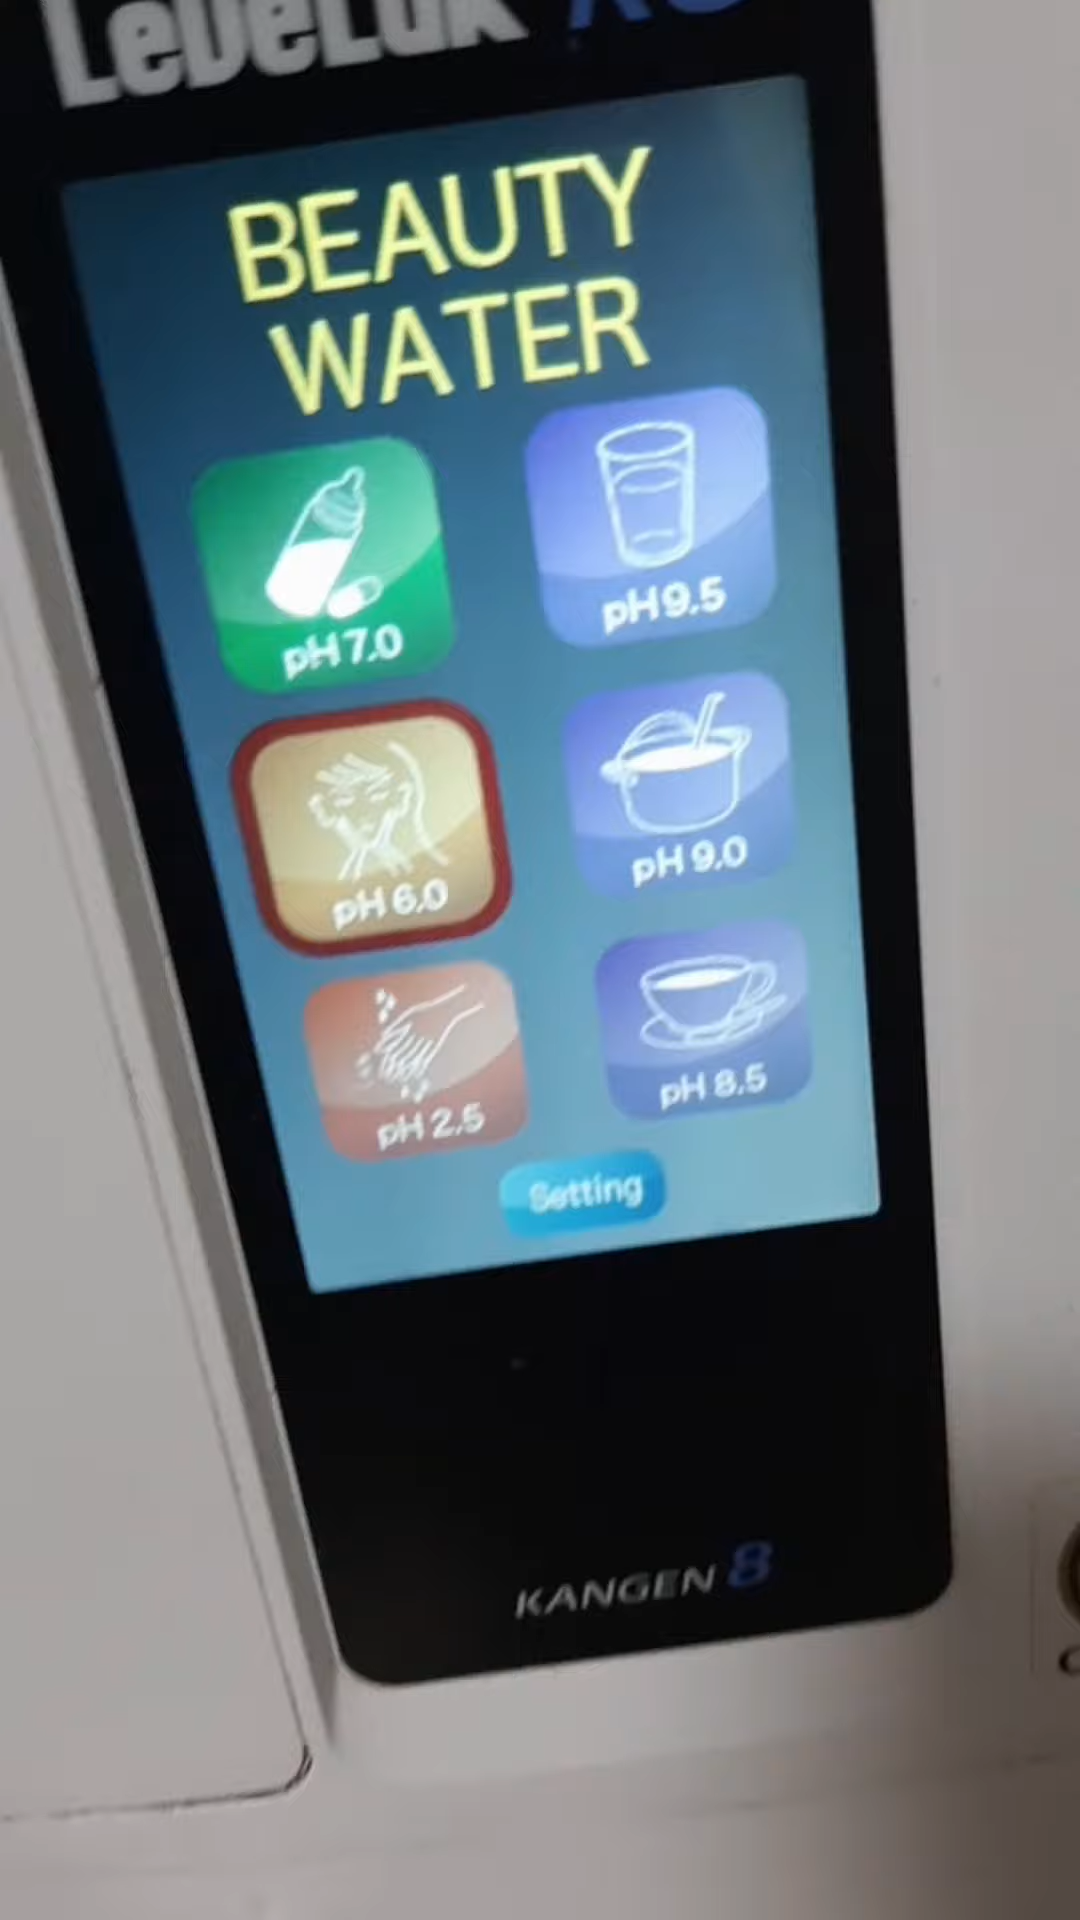 LeveLuk
BEAUTY
WATER
pH 7.0
pH 9.5
pH 6.0
pH 9.0
pH 2.5
pH 8.5
Setting
KANGEN 8